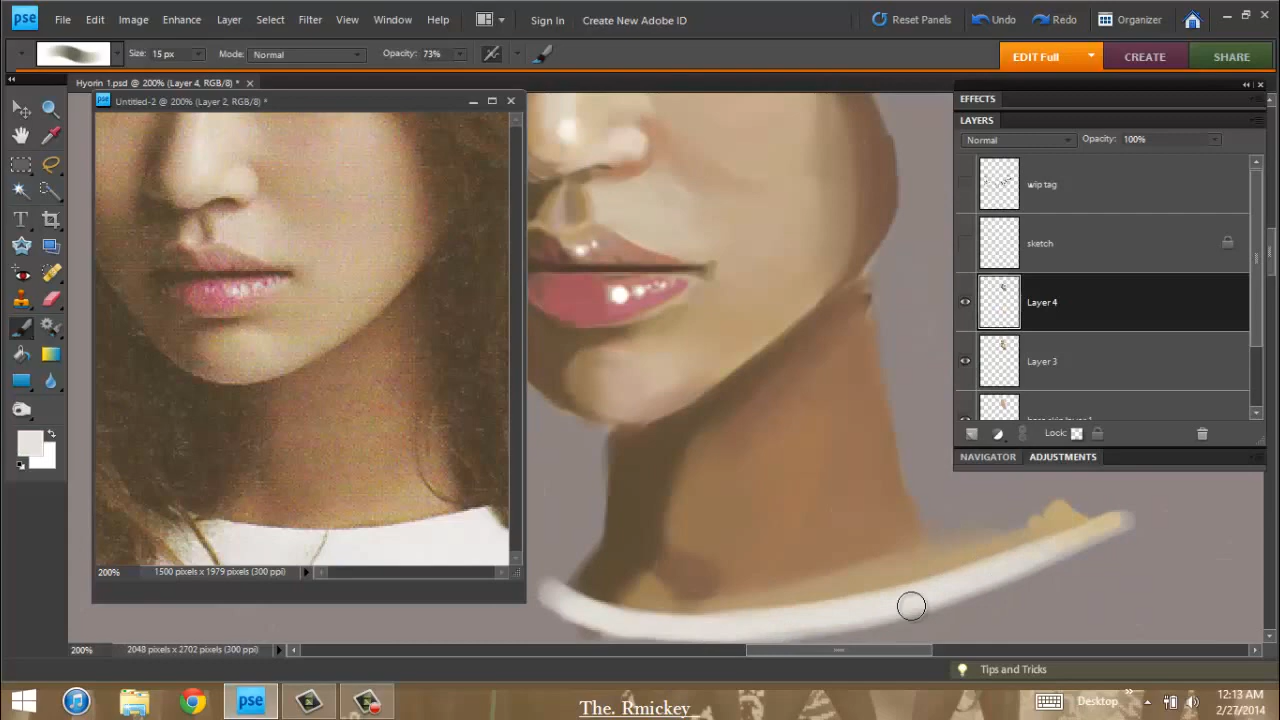 pse File Edit Image Enhance Layer Select Filter View Window Help Sign In Create New Adobe ID Reset Panels Undo Redo Organizer
Size: 15 px Mode: Normal Opacity: 73% EDIT Full CREATE SHARE
Hyorin 1.psd @ 200% (Layer 4, RGB/8) *
pse Untitled-2 @ 200% (Layer 2, RGB/8) *
EFFECTS
LAYERS
Normal Opacity: 100%
wip tag
sketch
Layer 4
Layer 3
Lock:
NAVIGATOR ADJUSTMENTS
200% 1500 pixels x 1979 pixels (300 ppi)
200% 2048 pixels x 2702 pixels (300 ppi)
Tips and Tricks
pse
The. Rmickey
Desktop
12:13 AM
2/27/2014